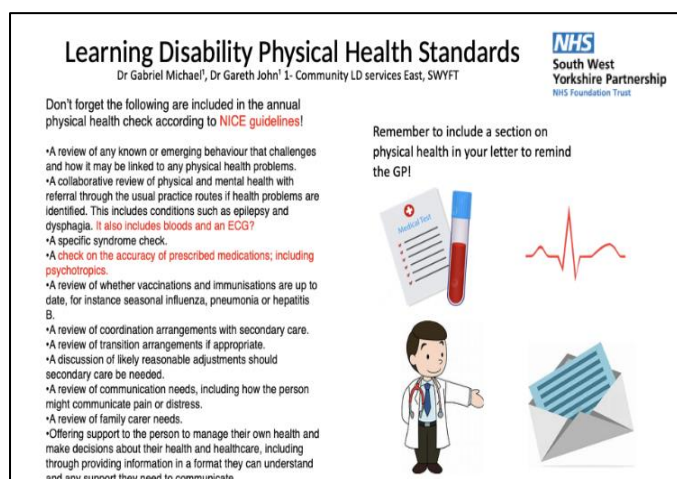 Learning Disability Physical Health Standards
Dr Gabriel Michael¹, Dr Gareth John¹ 1- Community LD services East, SWYFT
NHS
South West
Yorkshire Partnership
NHS Foundation Trust
Don't forget the following are included in the annual
physical health check according to NICE guidelines!
•A review of any known or emerging behaviour that challenges
and how it may be linked to any physical health problems.
•A collaborative review of physical and mental health with
referral through the usual practice routes if health problems are
identified. This includes conditions such as epilepsy and
dysphagia. It also includes bloods and an ECG?
•A specific syndrome check.
•A check on the accuracy of prescribed medications; including
psychotropics.
•A review of whether vaccinations and immunisations are up to
date, for instance seasonal influenza, pneumonia or hepatitis
B.
•A review of coordination arrangements with secondary care.
•A review of transition arrangements if appropriate.
•A discussion of likely reasonable adjustments should
secondary care be needed.
•A review of communication needs, including how the person
might communicate pain or distress.
•A review of family carer needs.
•Offering support to the person to manage their own health and
make decisions about their health and healthcare, including
through providing information in a format they can understand
and any support they need to communicate.
Remember to include a section on
physical health in your letter to remind
the GP!
Medical Test